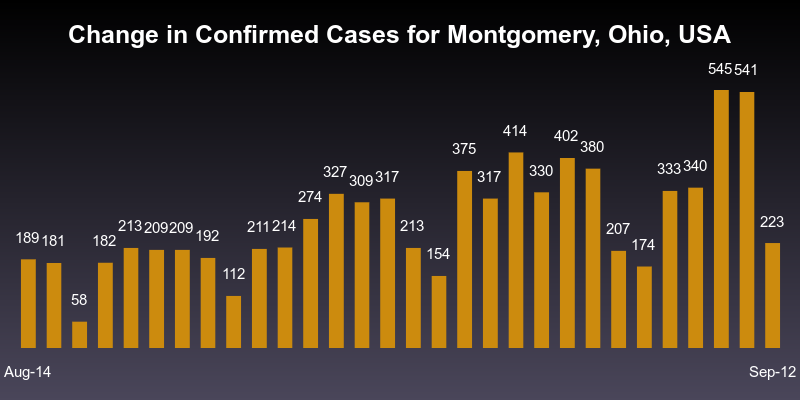 Change in Confirmed Cases for Montgomery, Ohio, USA
545 541
414
402
375 380
327 333 340
309 317 317 330
274
213 209 209 211 214 213 207 223
189 181 182 192 174
154
112
58
Aug-14 Sep-12